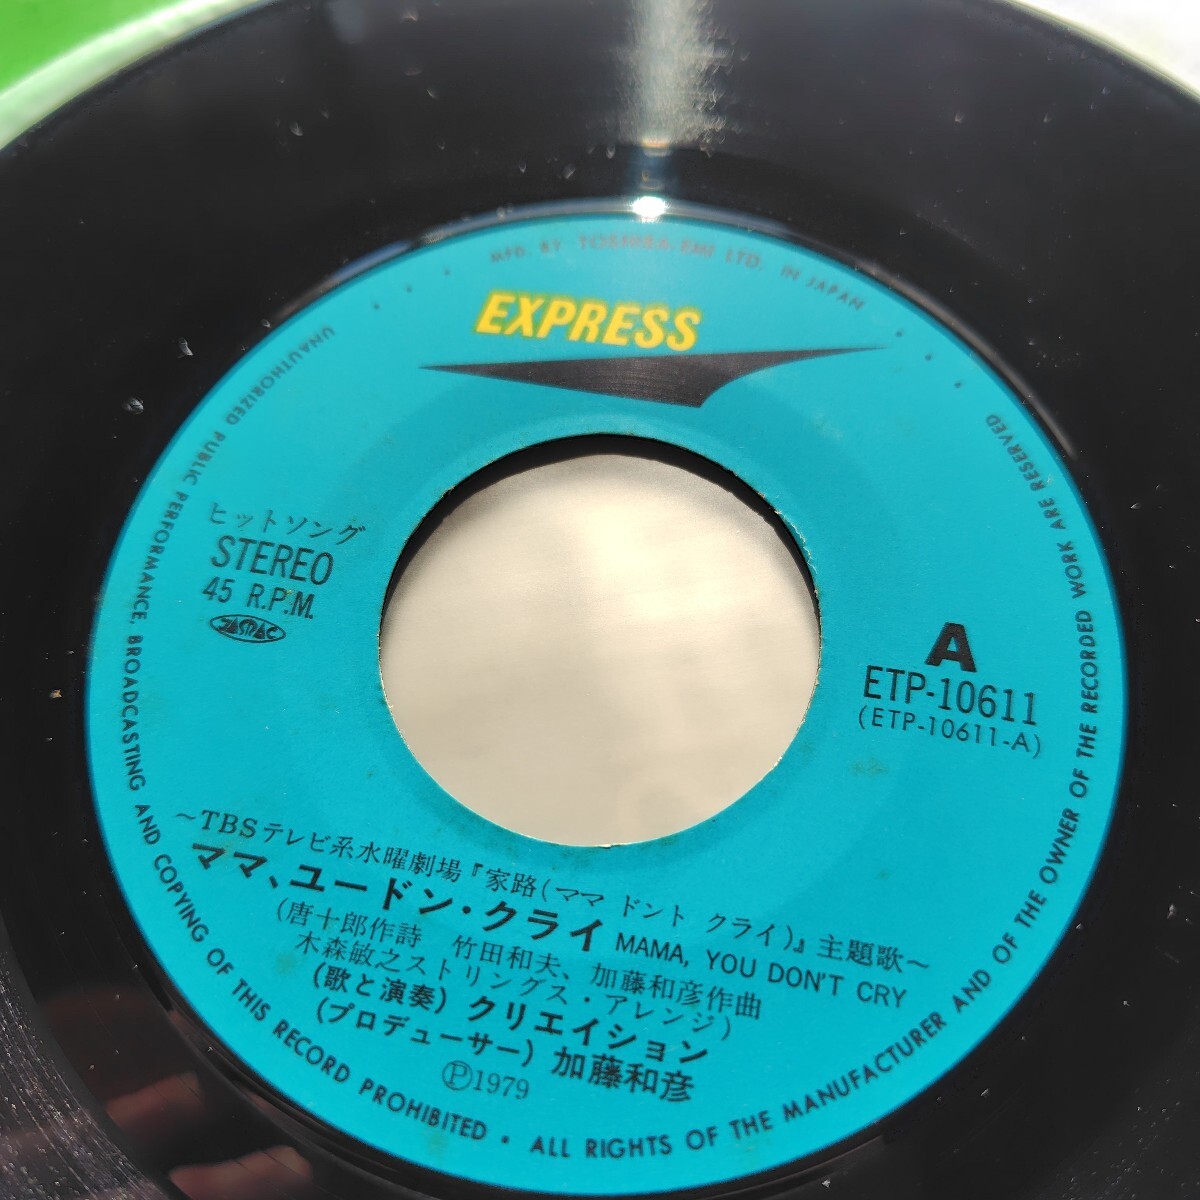 MFD. BY TOSHIBA EMI LTD. IN JAPAN
EXPRESS
ヒットソング
STEREO
45 R.P.M.
JASRAC
A
ETP-10611
(ETP-10611-A)
～TBSテレビ系水曜劇場『家路(ママ ドント クライ)』主題歌～
ママ、ユードン・クライ MAMA, YOU DON'T CRY
(唐十郎作詩 竹田和夫、加藤和彦作曲
木森敏之ストリングス・アレンジ)
(歌と演奏) クリエイション
(プロデューサー) 加藤和彦
Ⓟ1979
UNAUTHORIZED PUBLIC PERFORMANCE, BROADCASTING AND COPYING OF THIS RECORD PROHIBITED • ALL RIGHTS OF THE MANUFACTURER AND OF THE OWNER OF THE RECORDED WORK ARE RESERVED